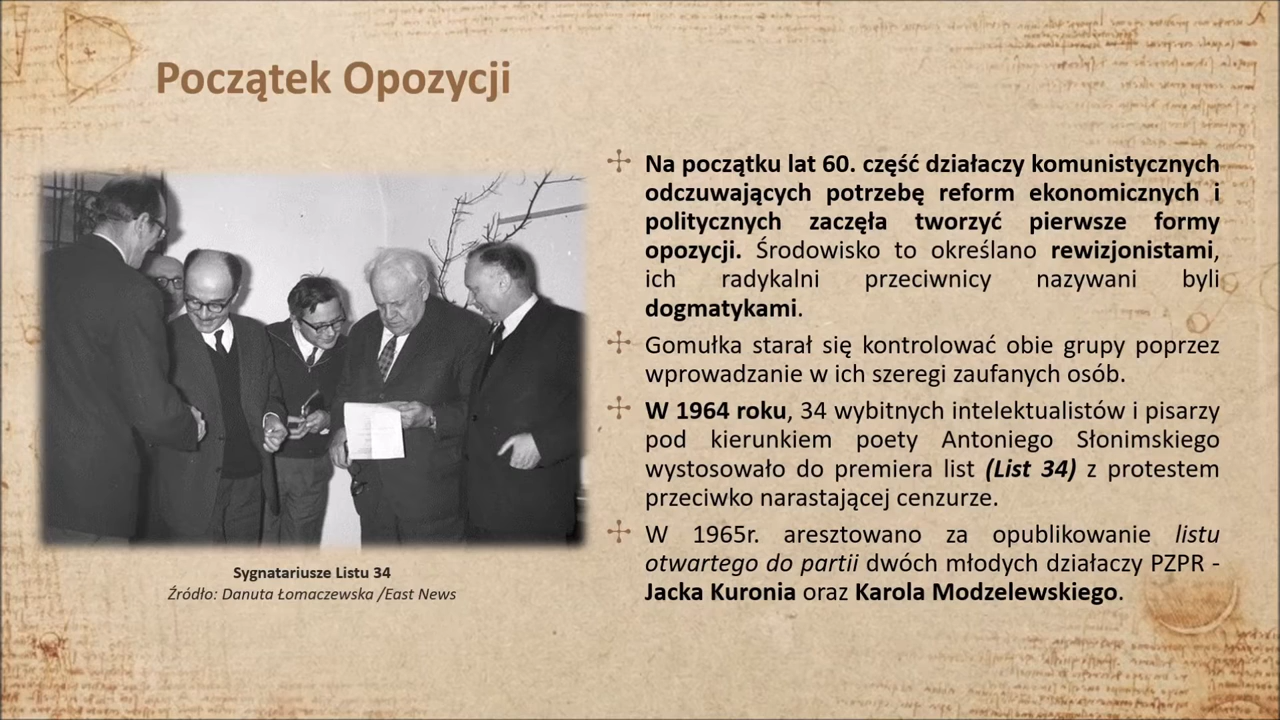 Początek Opozycji
Na początku lat 60. część działaczy komunistycznych
odczuwających potrzebę reform ekonomicznych i
politycznych zaczęła tworzyć pierwsze formy
opozycji. Środowisko to określano rewizjonistami,
ich radykalni przeciwnicy nazywani byli
dogmatykami.
Gomułka starał się kontrolować obie grupy poprzez
wprowadzanie w ich szeregi zaufanych osób.
W 1964 roku, 34 wybitnych intelektualistów i pisarzy
pod kierunkiem poety Antoniego Słonimskiego
wystosowało do premiera list (List 34) z protestem
przeciwko narastającej cenzurze.
W 1965r. aresztowano za opublikowanie listu
otwartego do partii dwóch młodych działaczy PZPR -
Jacka Kuronia oraz Karola Modzelewskiego.
Sygnatariusze Listu 34
Źródło: Danuta Łomaczewska /East News